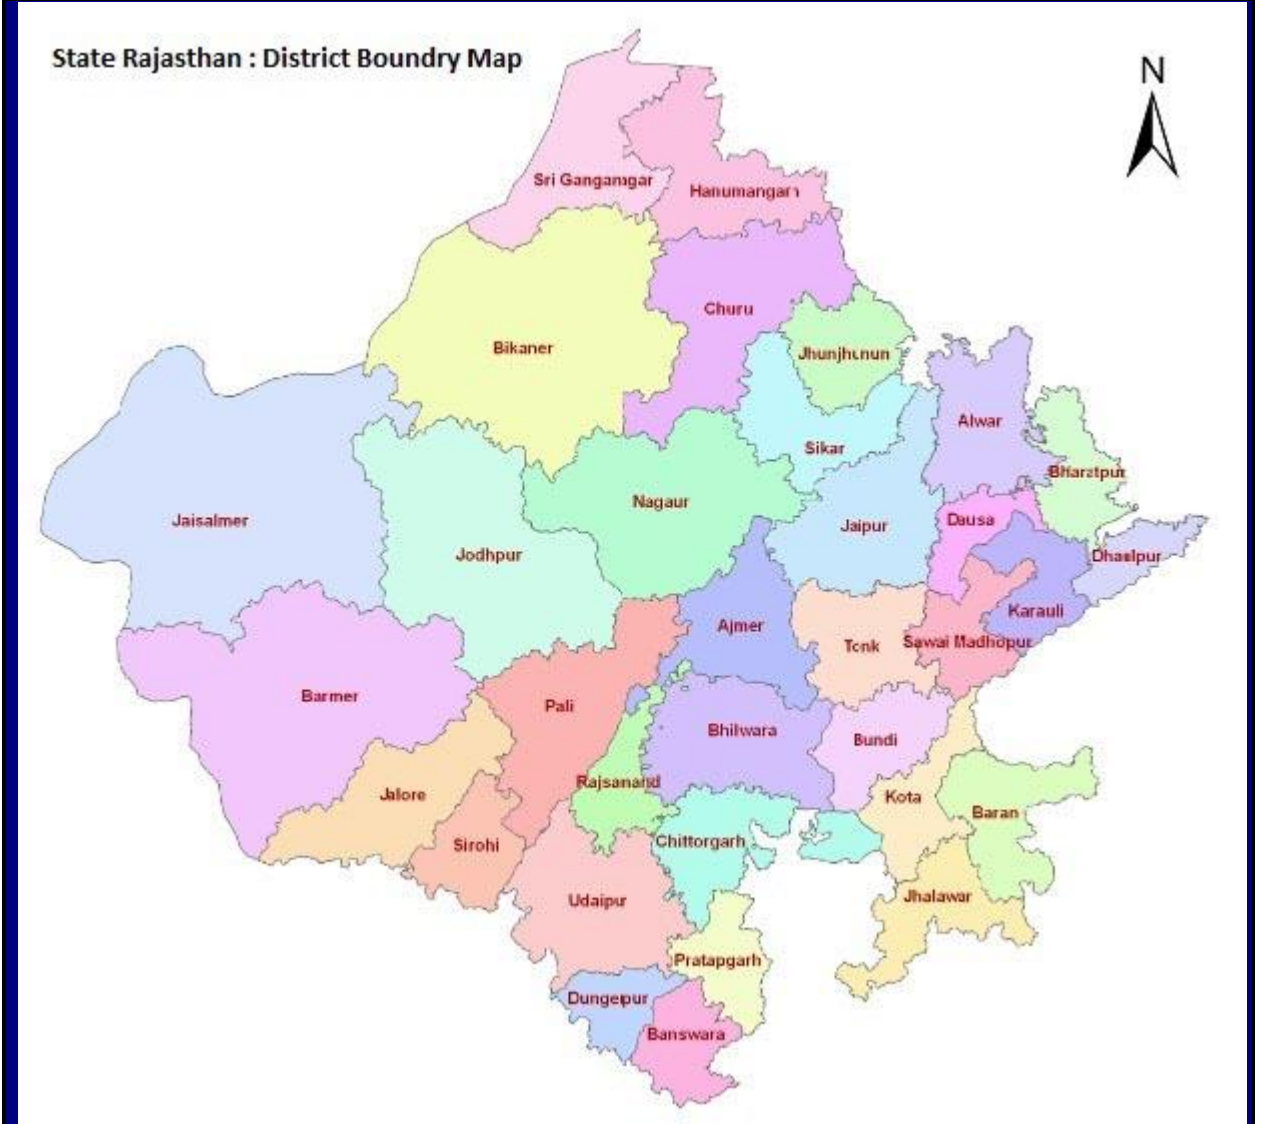 State Rajasthan : District Boundry Map
N
Sri Ganganagar
Hanumangarh
Churu
Bikaner
Jhunjhunun
Alwar
Sikar
Bharatpur
Nagaur
Jaisalmer
Jaipur
Dausa
Jodhpur
Dhaulpur
Karauli
Ajmer
Tonk
Sawai Madhopur
Barmer
Pali
Bhilwara
Bundi
Rajsamand
Jalore
Kota
Baran
Sirohi
Chittorgarh
Udaipur
Jhalawar
Pratapgarh
Dungerpur
Banswara